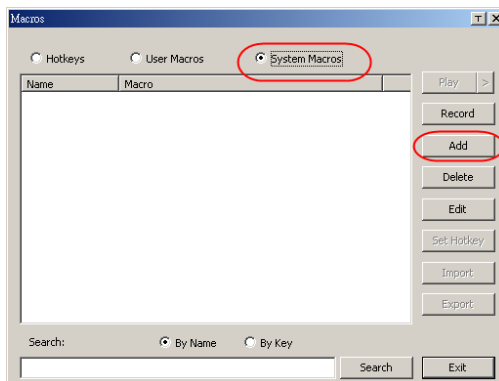 Macros
Hotkeys User Macros System Macros
Name Macro
Play >
Record
Add
Delete
Edit
Set Hotkey
Import
Export
Search: By Name By Key
Search Exit